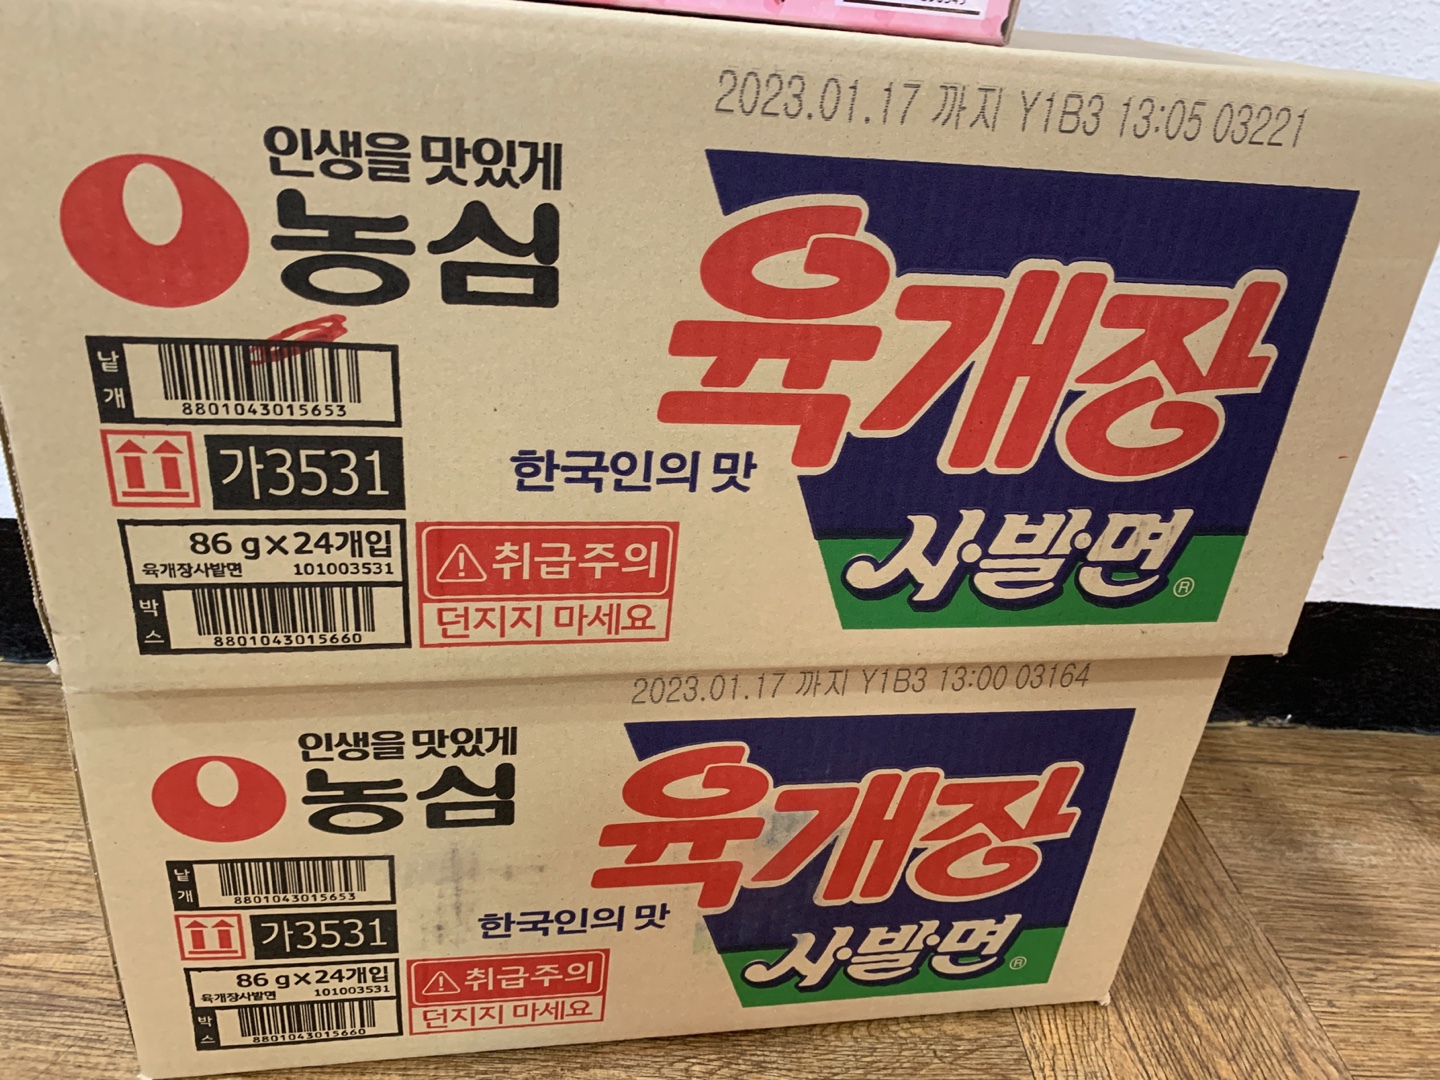 2023.01.17 까지 Y1B3 13:05 03221
인생을 맛있게
농심
육개장
사발면 ®
한국인의 맛
낱개
8801043015653
가3531
86 g×24개입
육개장사발면 101003531
박스
8801043015660
취급주의
던지지 마세요
2023.01.17 까지 Y1B3 13:00 03164
인생을 맛있게
농심
육개장
사발면 ®
한국인의 맛
낱개
8801043015653
가3531
86 g×24개입
육개장사발면 101003531
박스
8801043015660
취급주의
던지지 마세요